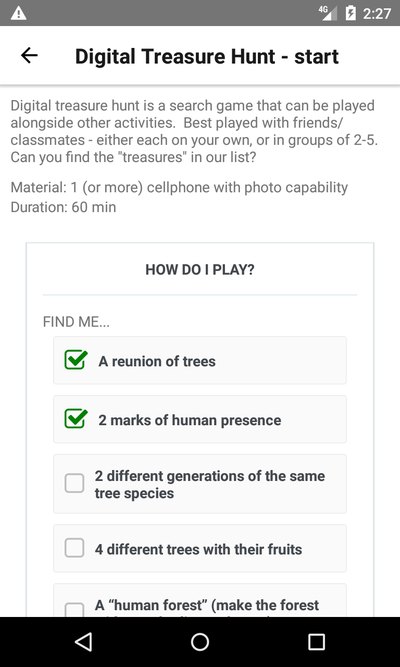 4G 2:27
Digital Treasure Hunt - start
Digital treasure hunt is a search game that can be played
alongside other activities.  Best played with friends/
classmates - either each on your own, or in groups of 2-5.
Can you find the "treasures" in our list?
Material: 1 (or more) cellphone with photo capability
Duration: 60 min
HOW DO I PLAY?
FIND ME...
A reunion of trees
2 marks of human presence
2 different generations of the same
tree species
4 different trees with their fruits
A “human forest” (make the forest